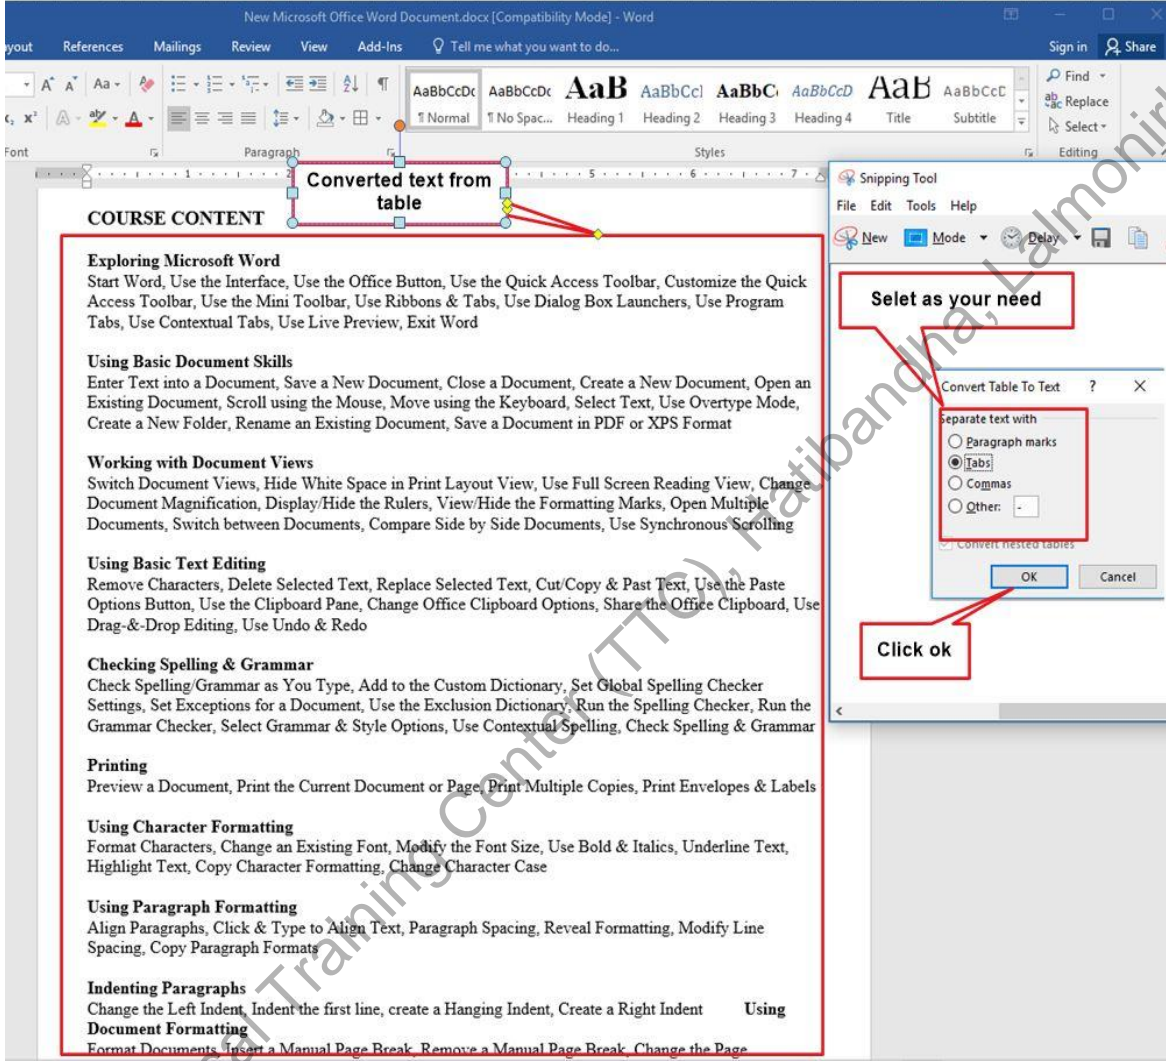 New Microsoft Office Word Document.docx [Compatibility Mode] - Word
yout References Mailings Review View Add-Ins Tell me what you want to do... Sign in Share
Aa
AaBbCcDc AaBbCcDc AaB AaBbCcl AaBbC AaBbCcD AaB AaBbCcD
¶ Normal ¶ No Spac... Heading 1 Heading 2 Heading 3 Heading 4 Title Subtitle
Find
Replace
Select
Font Paragraph Styles Editing
1 2 5 6 7
Converted text from
table
COURSE CONTENT
Exploring Microsoft Word
Start Word, Use the Interface, Use the Office Button, Use the Quick Access Toolbar, Customize the Quick
Access Toolbar, Use the Mini Toolbar, Use Ribbons & Tabs, Use Dialog Box Launchers, Use Program
Tabs, Use Contextual Tabs, Use Live Preview, Exit Word
Using Basic Document Skills
Enter Text into a Document, Save a New Document, Close a Document, Create a New Document, Open an
Existing Document, Scroll using the Mouse, Move using the Keyboard, Select Text, Use Overtype Mode,
Create a New Folder, Rename an Existing Document, Save a Document in PDF or XPS Format
Working with Document Views
Switch Document Views, Hide White Space in Print Layout View, Use Full Screen Reading View, Change
Document Magnification, Display/Hide the Rulers, View/Hide the Formatting Marks, Open Multiple
Documents, Switch between Documents, Compare Side by Side Documents, Use Synchronous Scrolling
Using Basic Text Editing
Remove Characters, Delete Selected Text, Replace Selected Text, Cut/Copy & Past Text, Use the Paste
Options Button, Use the Clipboard Pane, Change Office Clipboard Options, Share the Office Clipboard, Use
Drag-&-Drop Editing, Use Undo & Redo
Checking Spelling & Grammar
Check Spelling/Grammar as You Type, Add to the Custom Dictionary, Set Global Spelling Checker
Settings, Set Exceptions for a Document, Use the Exclusion Dictionary, Run the Spelling Checker, Run the
Grammar Checker, Select Grammar & Style Options, Use Contextual Spelling, Check Spelling & Grammar
Printing
Preview a Document, Print the Current Document or Page, Print Multiple Copies, Print Envelopes & Labels
Using Character Formatting
Format Characters, Change an Existing Font, Modify the Font Size, Use Bold & Italics, Underline Text,
Highlight Text, Copy Character Formatting, Change Character Case
Using Paragraph Formatting
Align Paragraphs, Click & Type to Align Text, Paragraph Spacing, Reveal Formatting, Modify Line
Spacing, Copy Paragraph Formats
Indenting Paragraphs
Change the Left Indent, Indent the first line, create a Hanging Indent, Create a Right Indent Using
Document Formatting
Format Documents, Insert a Manual Page Break, Remove a Manual Page Break, Change the Page
Snipping Tool
File Edit Tools Help
New Mode Delay
Selet as your need
Convert Table To Text ? ×
Separate text with
Paragraph marks
Tabs
Commas
Other: -
Convert nested tables
OK Cancel
Click ok
cal Training Center (TTC), Hatibandha, Lalmonirh